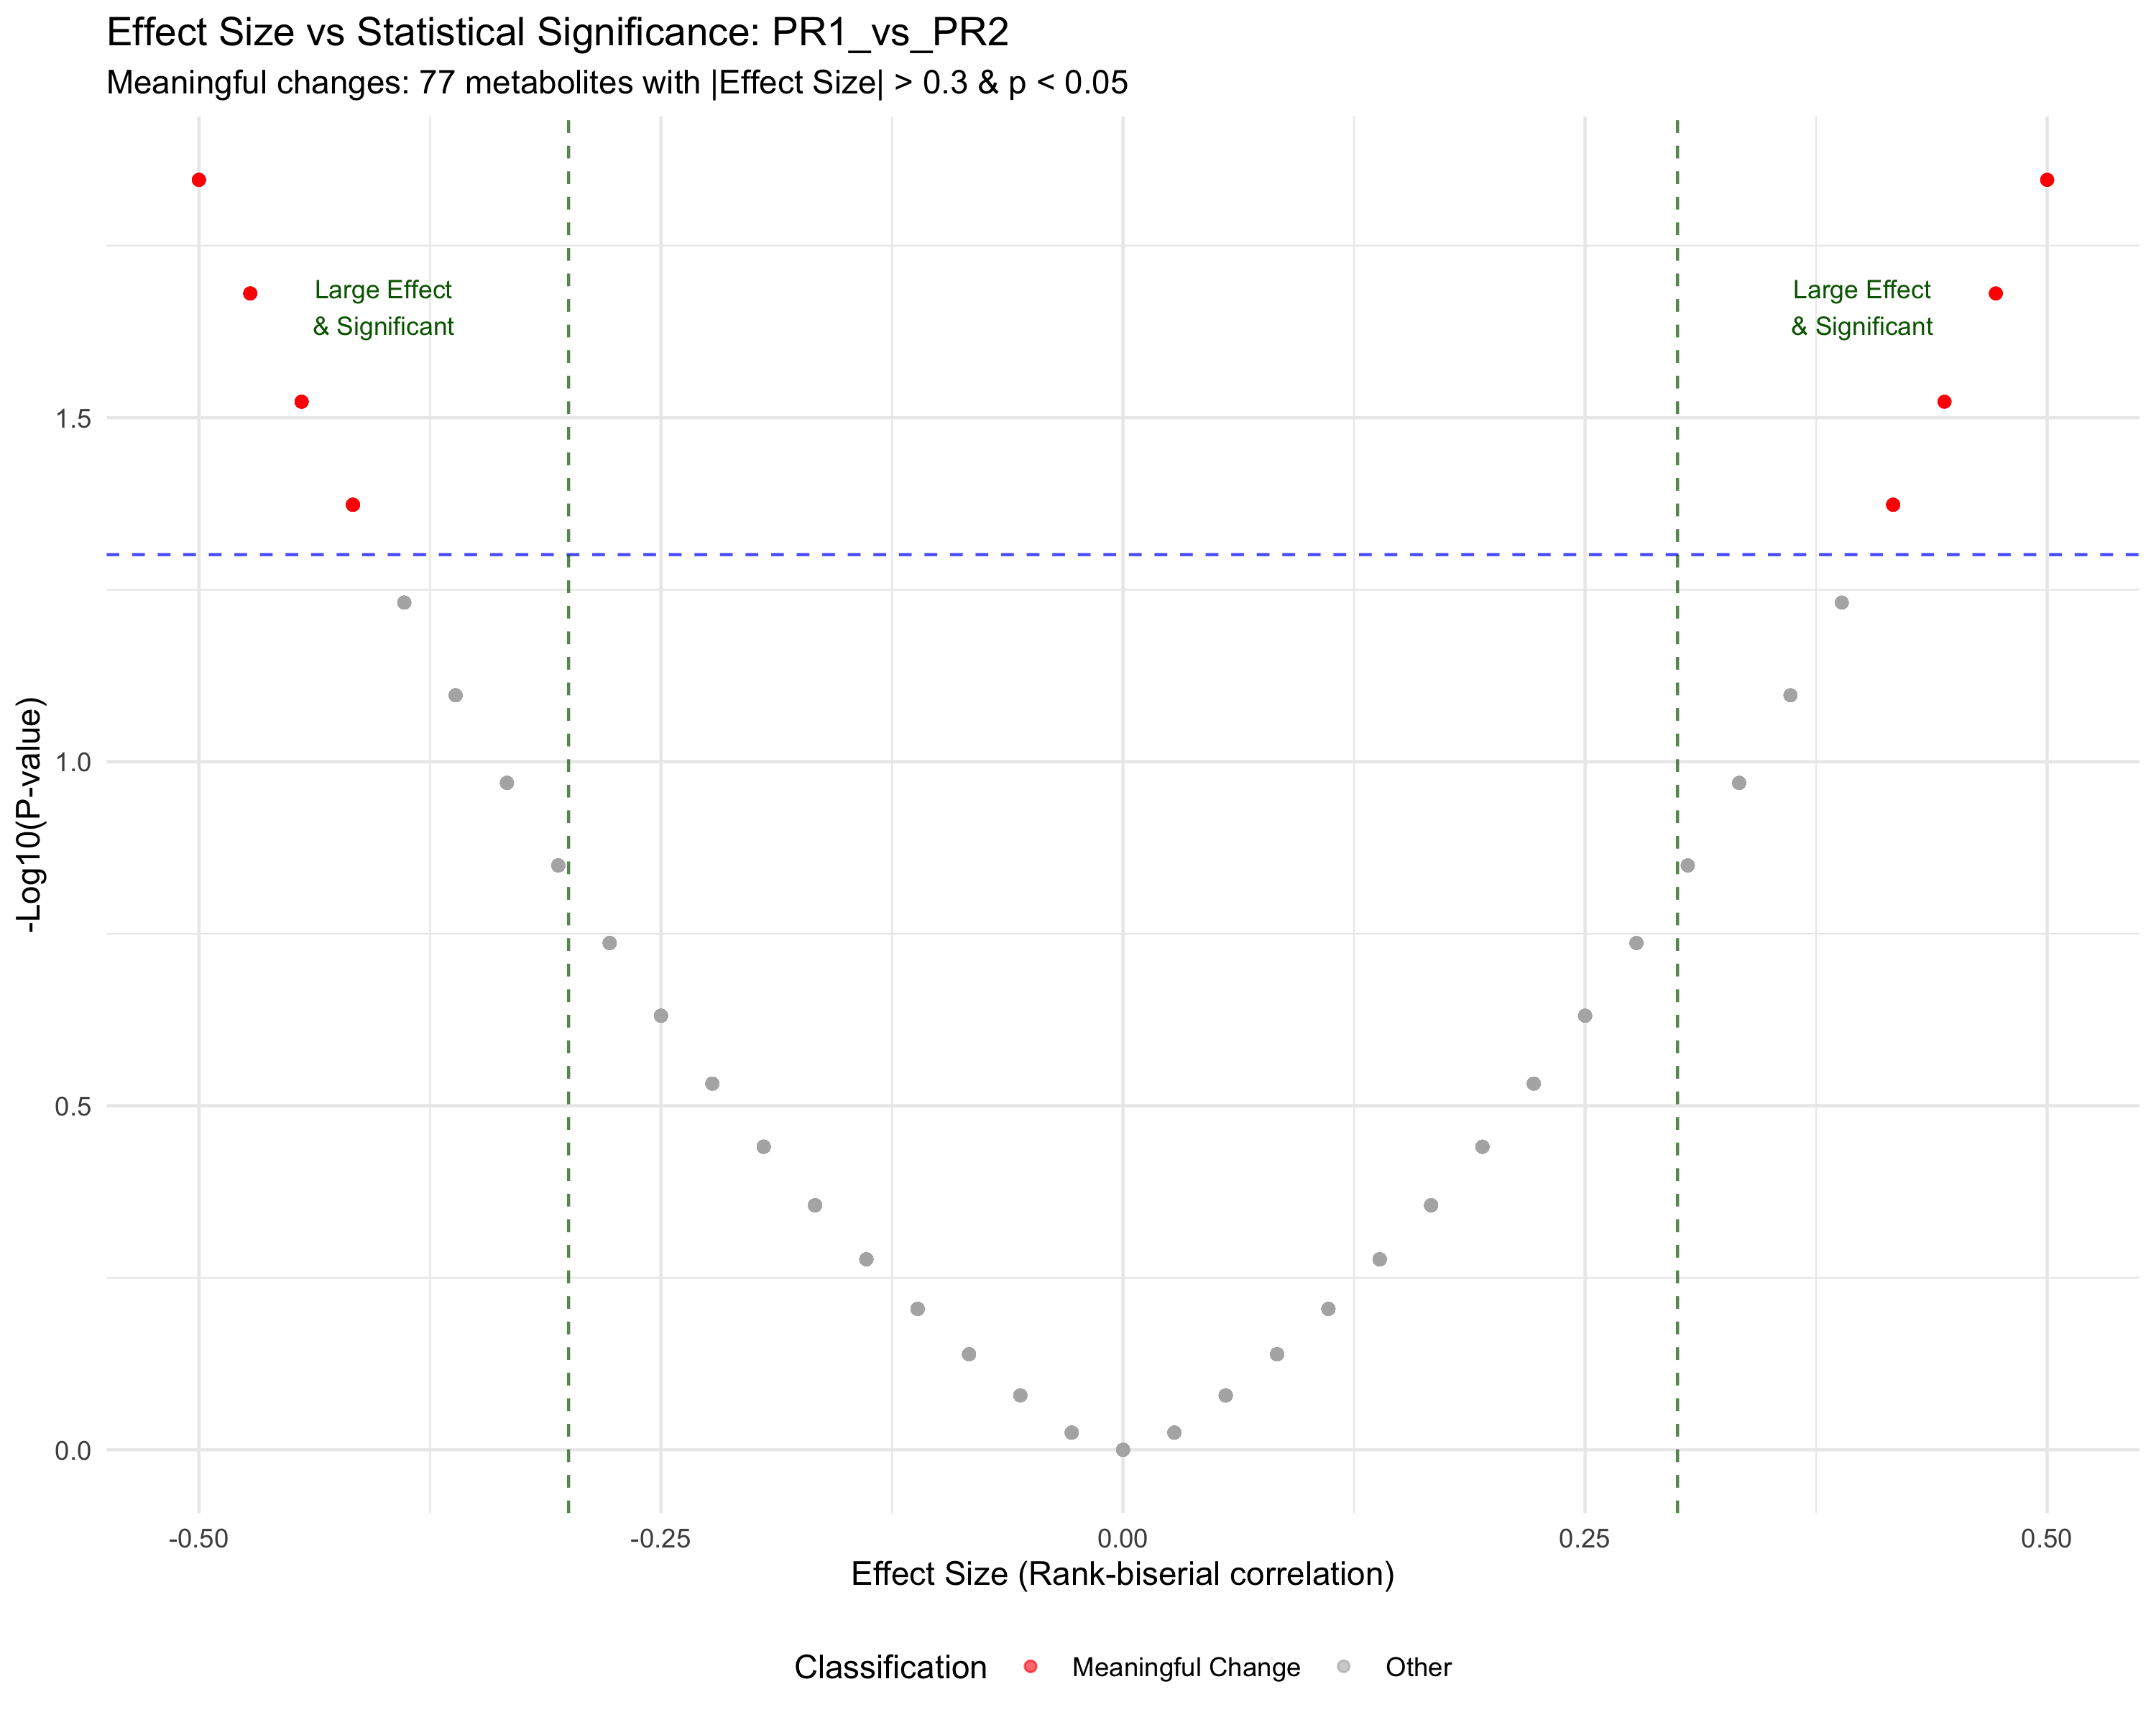 Effect Size vs Statistical Significance: PR1_vs_PR2
Meaningful changes: 77 metabolites with |Effect Size| > 0.3 & p < 0.05
Large Effect
& Significant
Large Effect
& Significant
1.5
1.0
0.5
0.0
-Log10(P-value)
-0.50
-0.25
0.00
0.25
0.50
Effect Size (Rank-biserial correlation)
Classification
Meaningful Change
Other